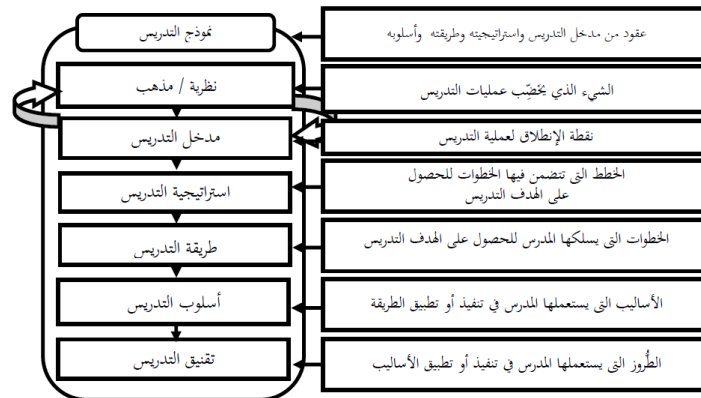 نموذج التدريس
عقود من مدخل التدريس واستراتيجيته وطريقته وأسلوبه
نظرية / مذهب
الشيء الذي يخصِّب عمليات التدريس
مدخل التدريس
نقطة الإنطلاق لعملية التدريس
استراتيجية التدريس
الخطط التى تتضمن فيها الخطوات للحصول
على الهدف التدريس
طريقة التدريس
الخطوات التى يسلكها المدرس للحصول على الهدف التدريس
أسلوب التدريس
الأساليب التى يستعملها المدرس في تنفيذ أو تطبيق الطريقة
تقنيق التدريس
الطُروز التى يستعملها المدرس في تنفيذ أو تطبيق الأساليب